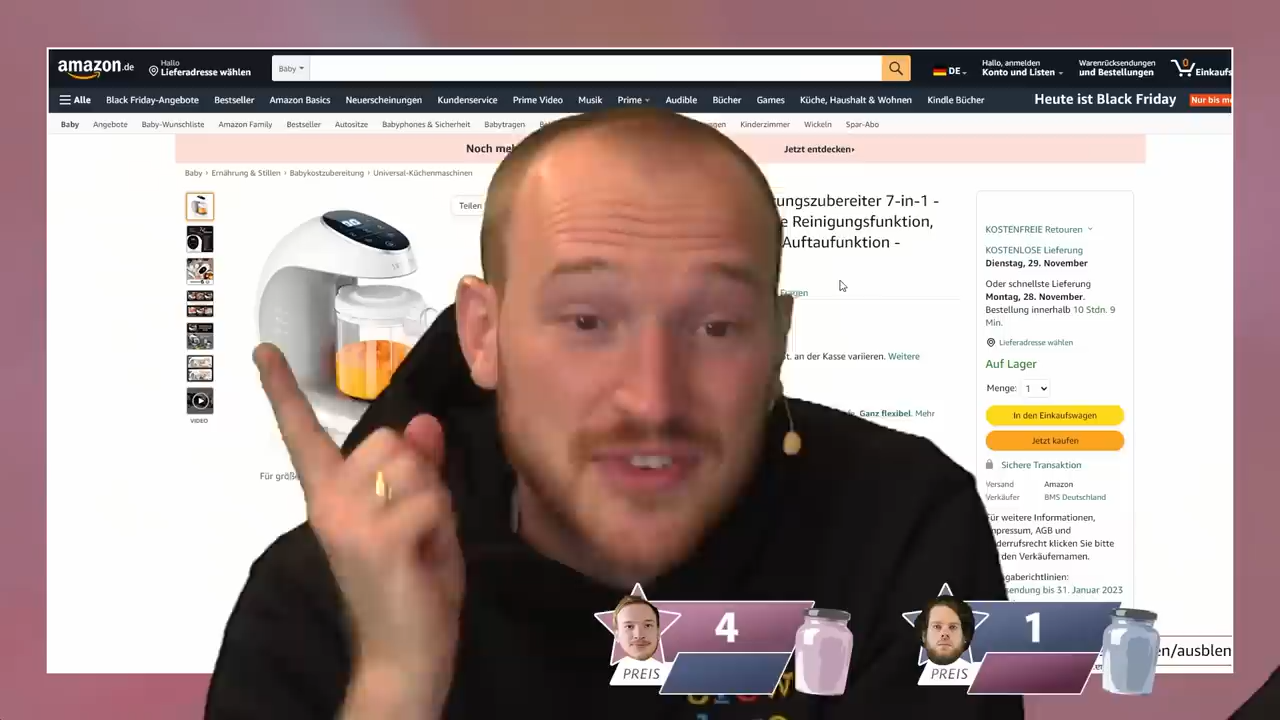 amazon.de
Hallo
Lieferadresse wählen
Baby
DE
Hallo, anmelden
Konto und Listen
Warenrücksendungen
und Bestellungen
0
Einkaufs
Alle
Black Friday-Angebote
Bestseller
Amazon Basics
Neuerscheinungen
Kundenservice
Prime Video
Musik
Prime
Audible
Bücher
Games
Küche, Haushalt & Wohnen
Kindle Bücher
Heute ist Black Friday
Nur bis
Baby
Angebote
Baby-Wunschliste
Amazon Family
Bestseller
Autositze
Babyphones & Sicherheit
Babytragen
Kinderzimmer
Wickeln
Spar-Abo
Noch
Jetzt entdecken
Baby › Ernährung & Stillen › Babykostzubereitung › Universal-Küchenmaschinen
Teilen
ungszubereiter 7-in-1 -
e Reinigungsfunktion,
Auftaufunktion -
Fragen
st. an der Kasse variieren. Weitere
Ganz flexibel. Mehr
VIDEO
Für größ
KOSTENFREIE Retouren
KOSTENLOSE Lieferung
Dienstag, 29. November
Oder schnellste Lieferung
Montag, 28. November.
Bestellung innerhalb 10 Stdn. 9
Min.
Lieferadresse wählen
Auf Lager
Menge: 1
In den Einkaufswagen
Jetzt kaufen
Sichere Transaktion
Versand Amazon
Verkäufer BMS Deutschland
Für weitere Informationen,
mpressum, AGB und
derrufsrecht klicken Sie bitte
den Verkäufernamen.
gaberichtlinien:
sendung bis 31. Januar 2023
en/ausblen
4
PREIS
1
PREIS